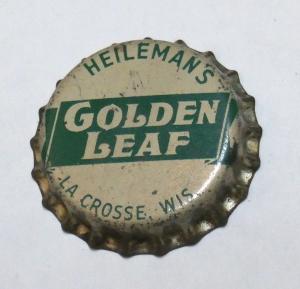 HEILEMAN'S
GOLDEN
LEAF
LA CROSSE, WIS.